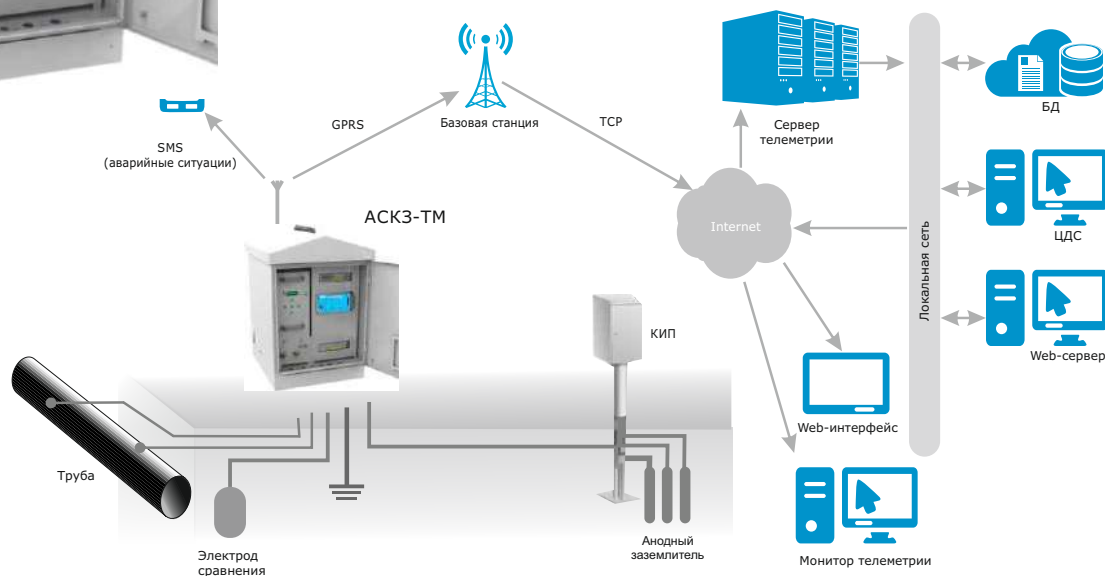 SMS
(аварийные ситуации)
GPRS
Базовая станция
TCP
Сервер
телеметрии
БД
АСКЗ-ТМ
Internet
Локальная сеть
ЦДС
КИП
Web-сервер
Web-интерфейс
Труба
Электрод
сравнения
Анодный
заземлитель
Монитор телеметрии